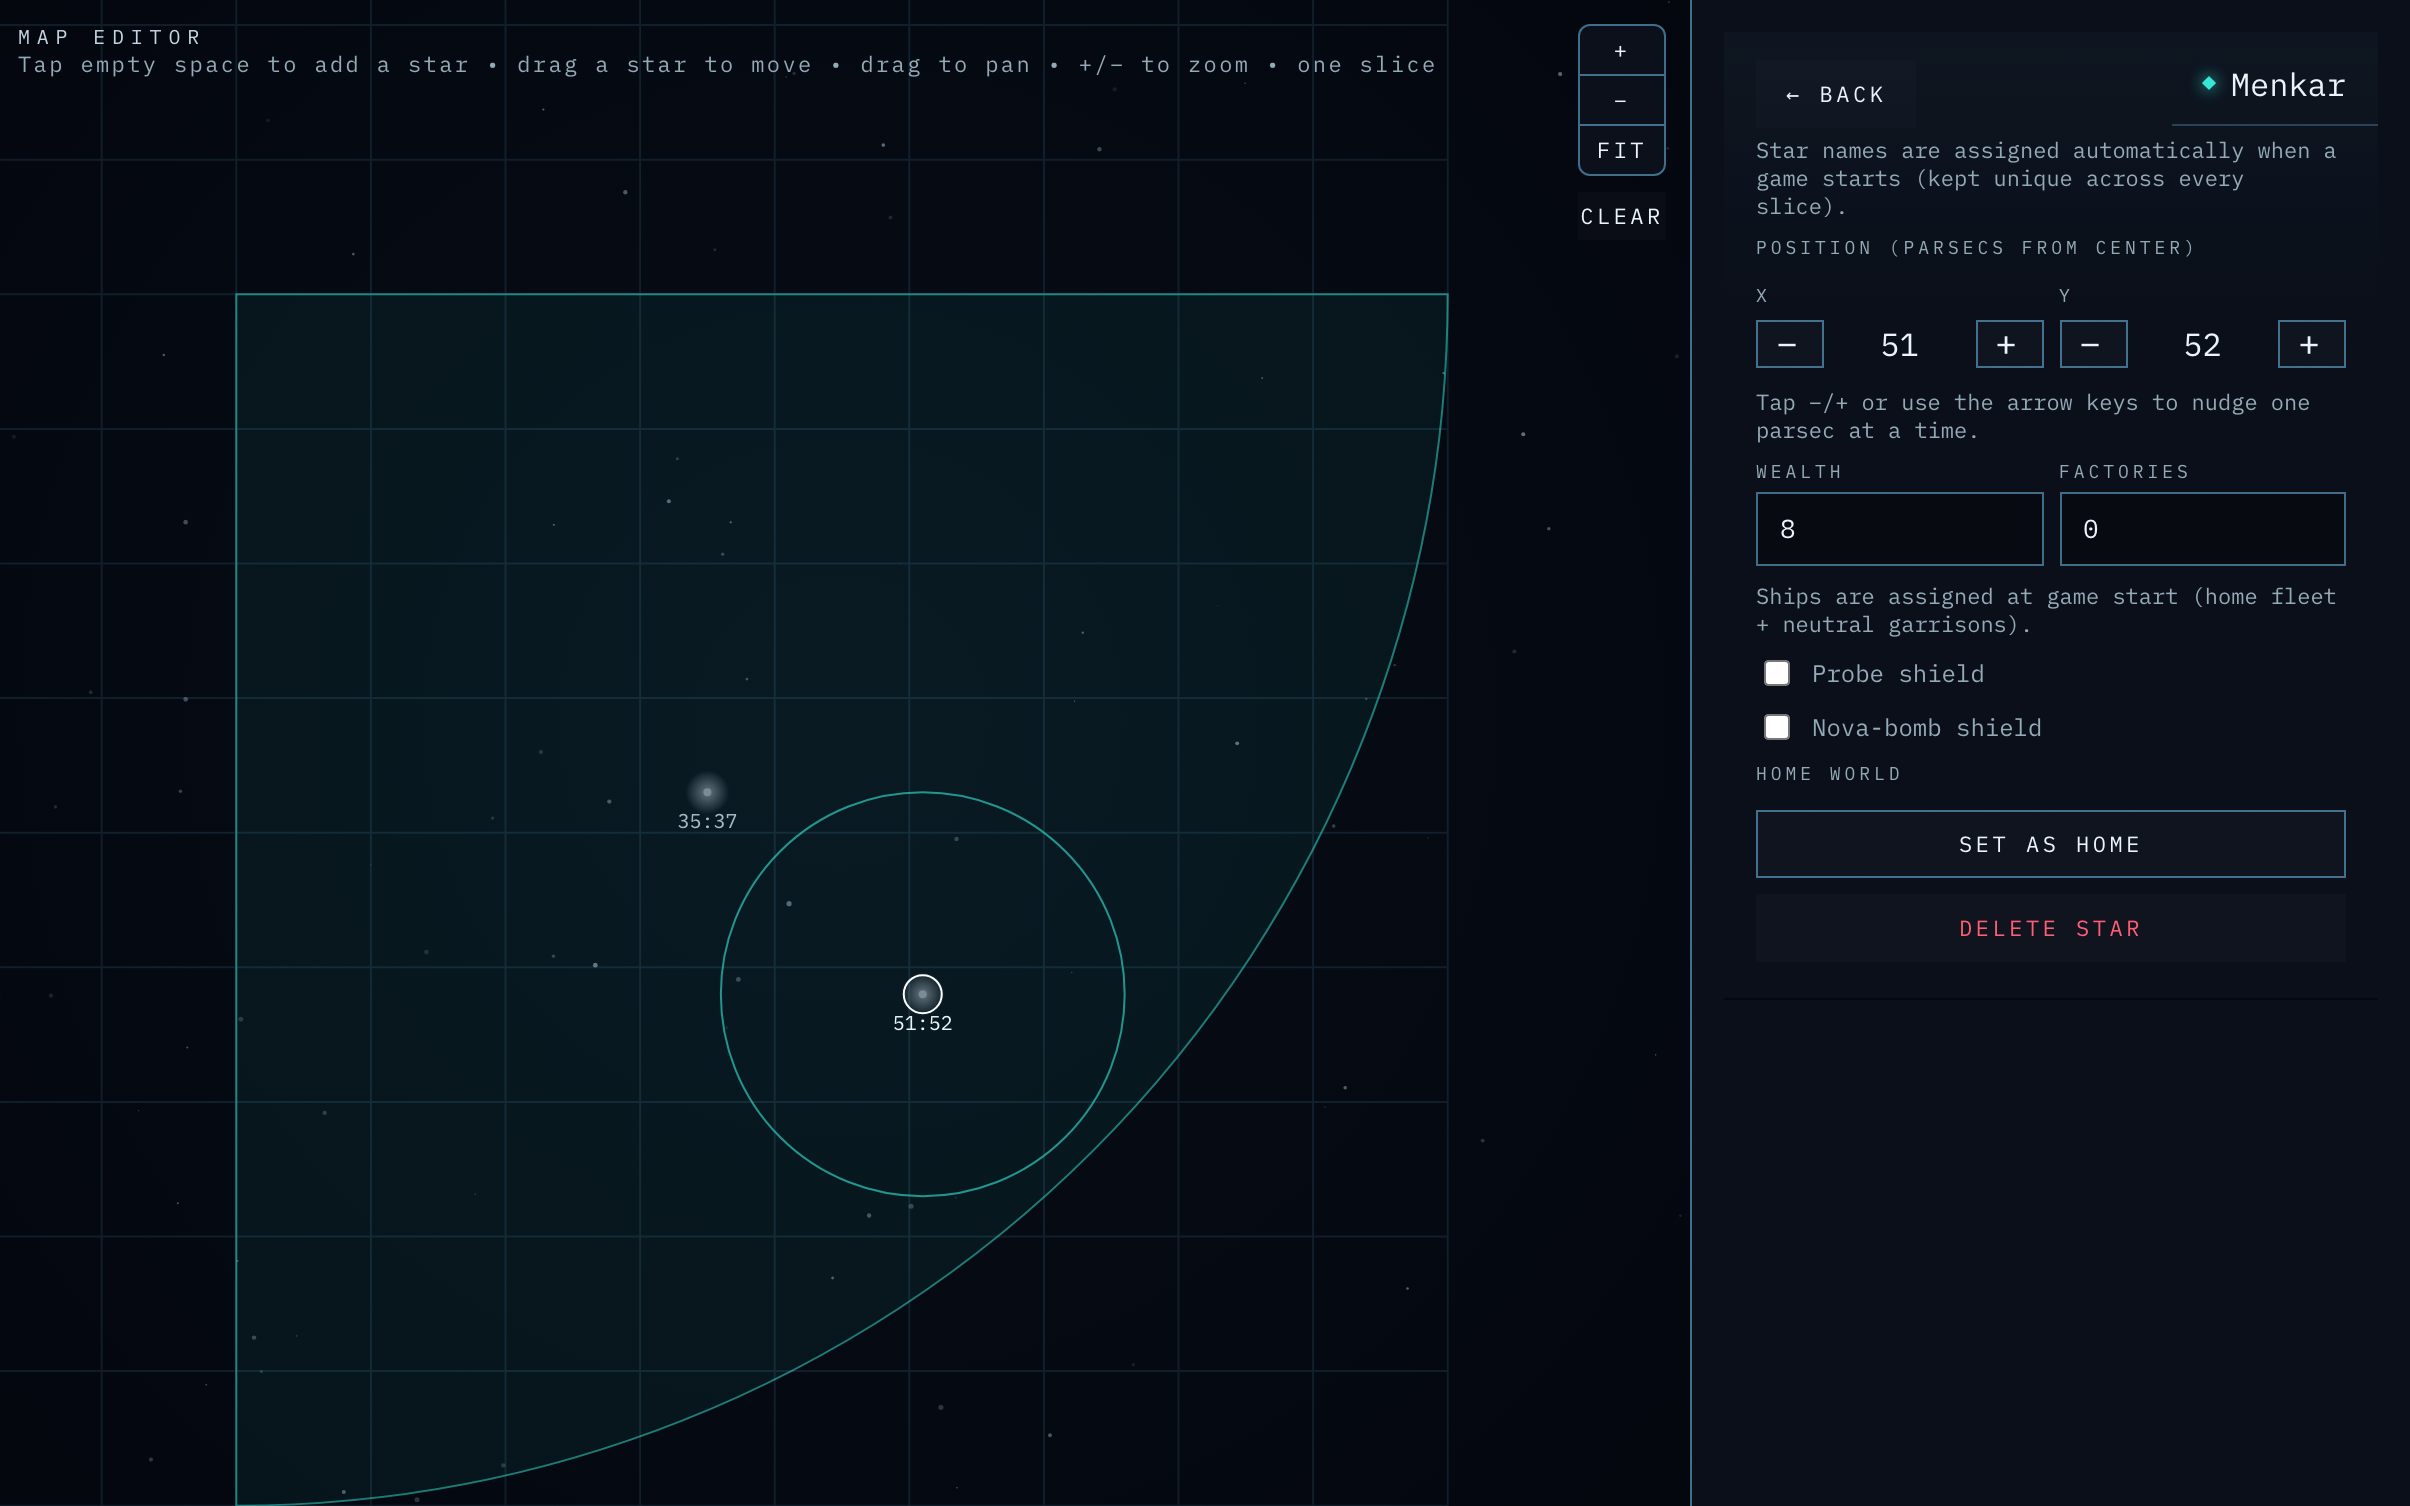 MAP EDITOR
Tap empty space to add a star • drag a star to move • drag to pan • +/− to zoom • one slice
+
−
FIT
CLEAR
35:37
51:52
← BACK
Menkar
Star names are assigned automatically when a
game starts (kept unique across every
slice).
POSITION (PARSECS FROM CENTER)
X Y
− 51 + − 52 +
Tap −/+ or use the arrow keys to nudge one
parsec at a time.
WEALTH FACTORIES
8 0
Ships are assigned at game start (home fleet
+ neutral garrisons).
Probe shield
Nova-bomb shield
HOME WORLD
SET AS HOME
DELETE STAR